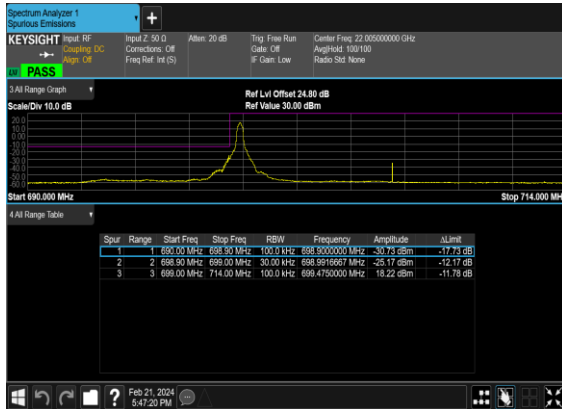 Spectrum Analyzer 1
Spurious Emissions
+
KEYSIGHT Input: RF Input Z: 50 Ω Atten: 20 dB Trig: Free Run Center Freq: 22.005000000 GHz
Coupling: DC Corrections: Off Gate: Off Avg|Hold: 100/100
Align: Off Freq Ref: Int (S) IF Gain: Low Radio Std: None
PASS
3 All Range Graph Ref Lvl Offset 24.80 dB
Scale/Div 10.0 dB Ref Value 30.00 dBm
20.0
10.0
0.00
-10.0
-20.0
-30.0
-40.0
-50.0
-60.0
Start 690.000 MHz Stop 714.000 MH
4 All Range Table
Spur Range Start Freq Stop Freq RBW Frequency Amplitude ΔLimit
1 1 690.00 MHz 698.90 MHz 100.0 kHz 698.9000000 MHz -30.73 dBm -17.73 dB
2 2 698.90 MHz 699.00 MHz 30.00 kHz 698.9916667 MHz -25.17 dBm -12.17 dB
3 3 699.00 MHz 714.00 MHz 100.0 kHz 699.4750000 MHz 18.22 dBm -11.78 dB
? Feb 21, 2024
5:47:20 PM